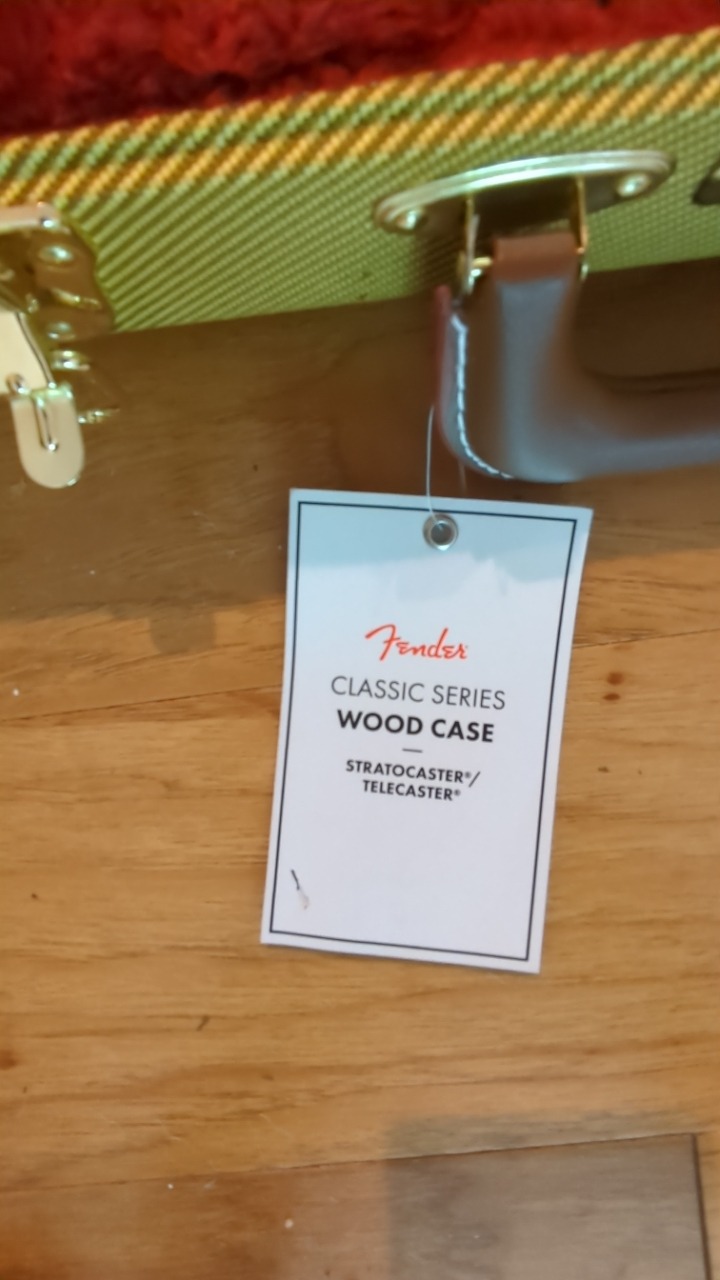 Fender
CLASSIC SERIES
WOOD CASE
STRATOCASTER®/
TELECASTER®